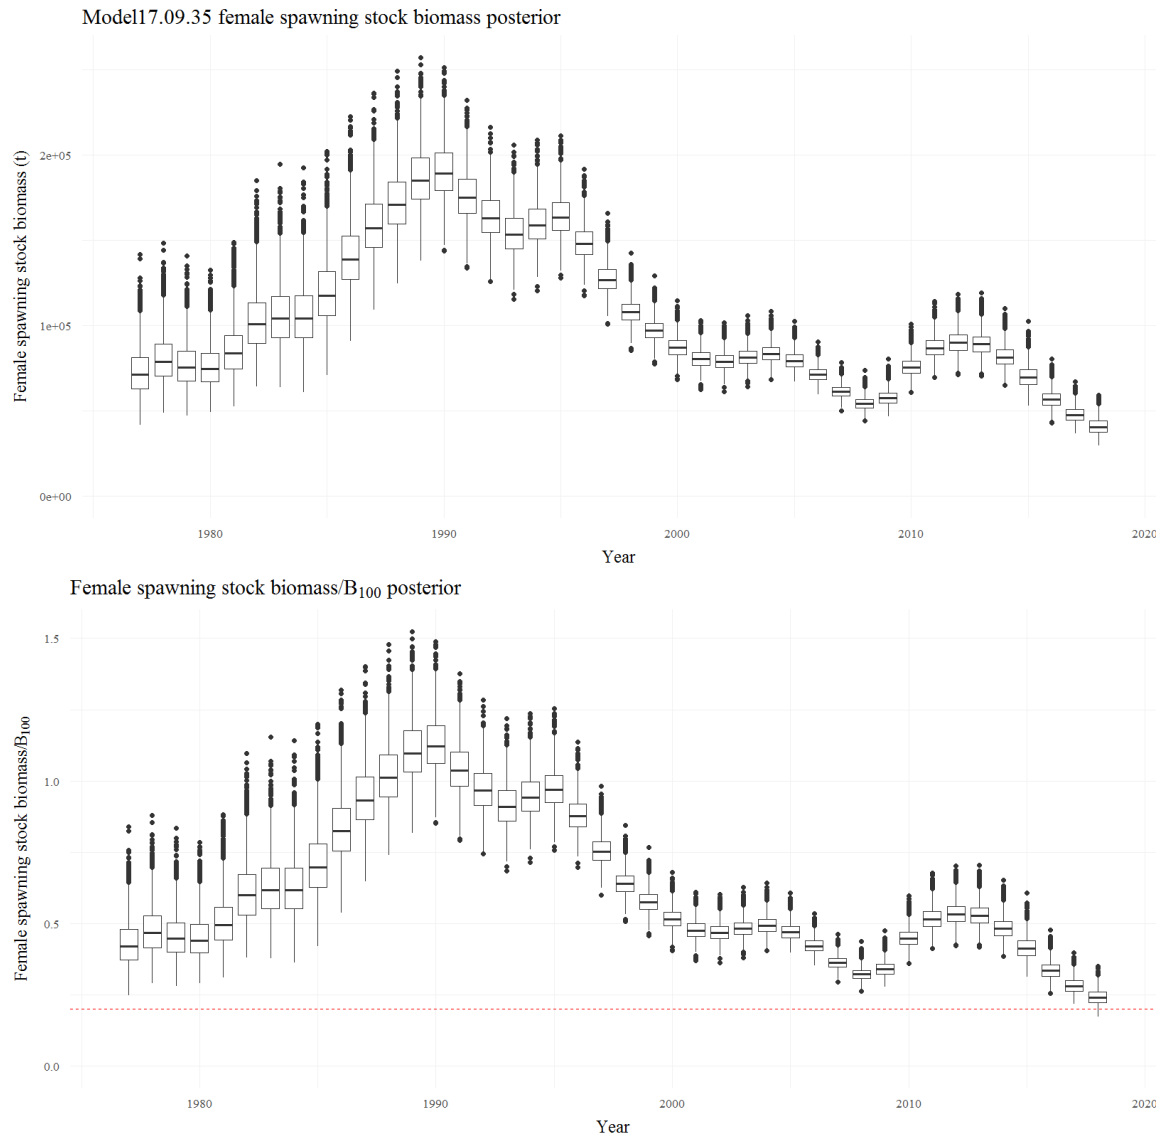 Model17.09.35 female spawning stock biomass posterior
Female spawning stock biomass (t)
2e+05
1e+05
0e+00
1980 1990 2000 2010 2020
Year
Female spawning stock biomass/B100 posterior
Female spawning stock biomass/B100
1.5
1.0
0.5
0.0
1980 1990 2000 2010 2020
Year